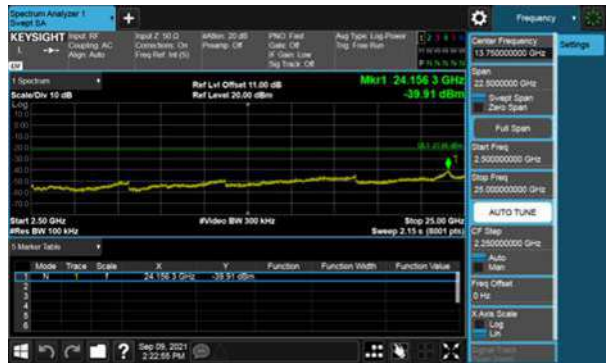 Spectrum Analyzer 1
Swept SA
+
Frequency
KEYSIGHT
Input: RF
Coupling: AC
Align: Auto
Input Z: 50 Ω
Corrections: On
Freq Ref: Int (S)
#Atten: 20 dB
Preamp: Off
PNO: Fast
Gate: Off
IF Gain: Low
Sig Track: Off
Avg Type: Log-Power
Trig: Free Run
Settings
1 Spectrum
Scale/Div 10 dB
Ref Lvl Offset 11.00 dB
Ref Level 20.00 dBm
Mkr1 24.156 3 GHz
-39.91 dBm
Log
10.0
0.00
1
Start 2.50 GHz
#Res BW 100 kHz
#Video BW 300 kHz
Stop 25.00 GHz
Sweep 2.15 s (8001 pts)
5 Marker Table
Mode Trace Scale X Y Function Function Width Function Value
1 N 1 f 24.156 3 GHz -39.91 dBm
2
3
4
5
6
Center Frequency
13.750000000 GHz
Span
22.5000000 GHz
Swept Span
Zero Span
Full Span
Start Freq
2.500000000 GHz
Stop Freq
25.000000000 GHz
AUTO TUNE
CF Step
2.250000000 GHz
Auto
Man
Freq Offset
0 Hz
X Axis Scale
Log
Lin
?
Sep 09, 2021
2:22:55 PM